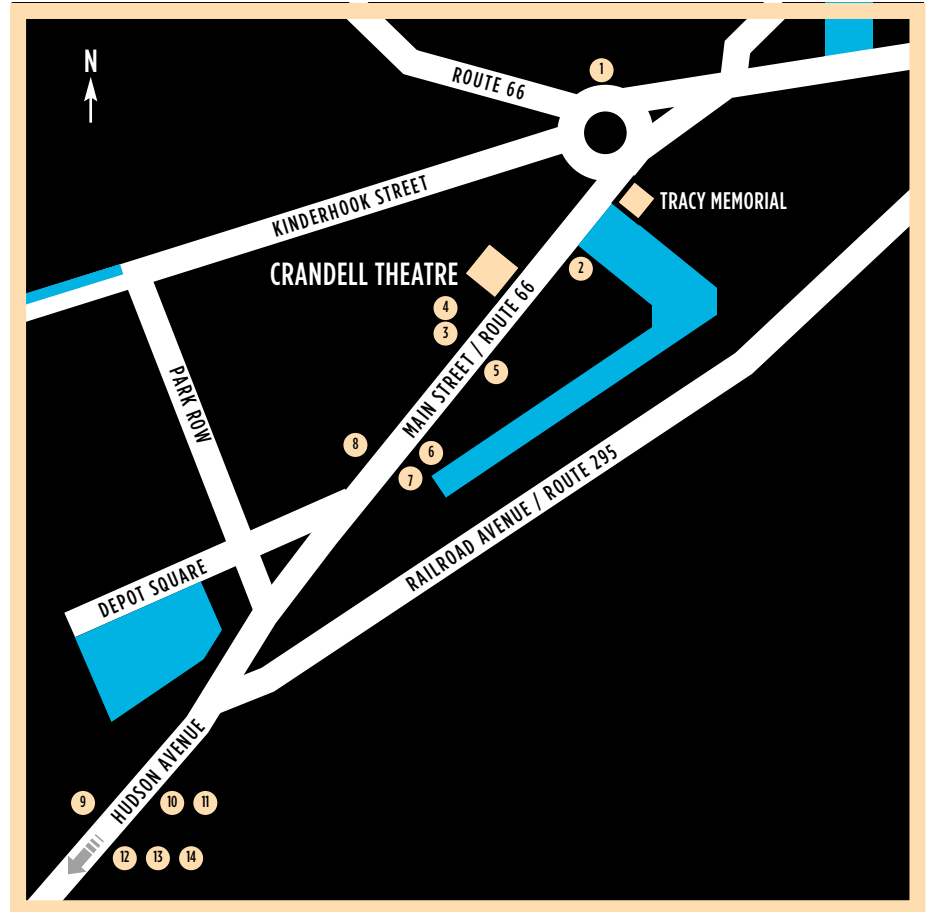 N
1
ROUTE 66
KINDERHOOK STREET
TRACY MEMORIAL
CRANDELL THEATRE
2
4
3
MAIN STREET / ROUTE 66
5
PARK ROW
8
6
7
RAILROAD AVENUE / ROUTE 295
DEPOT SQUARE
HUDSON AVENUE
9
10
11
12
13
14